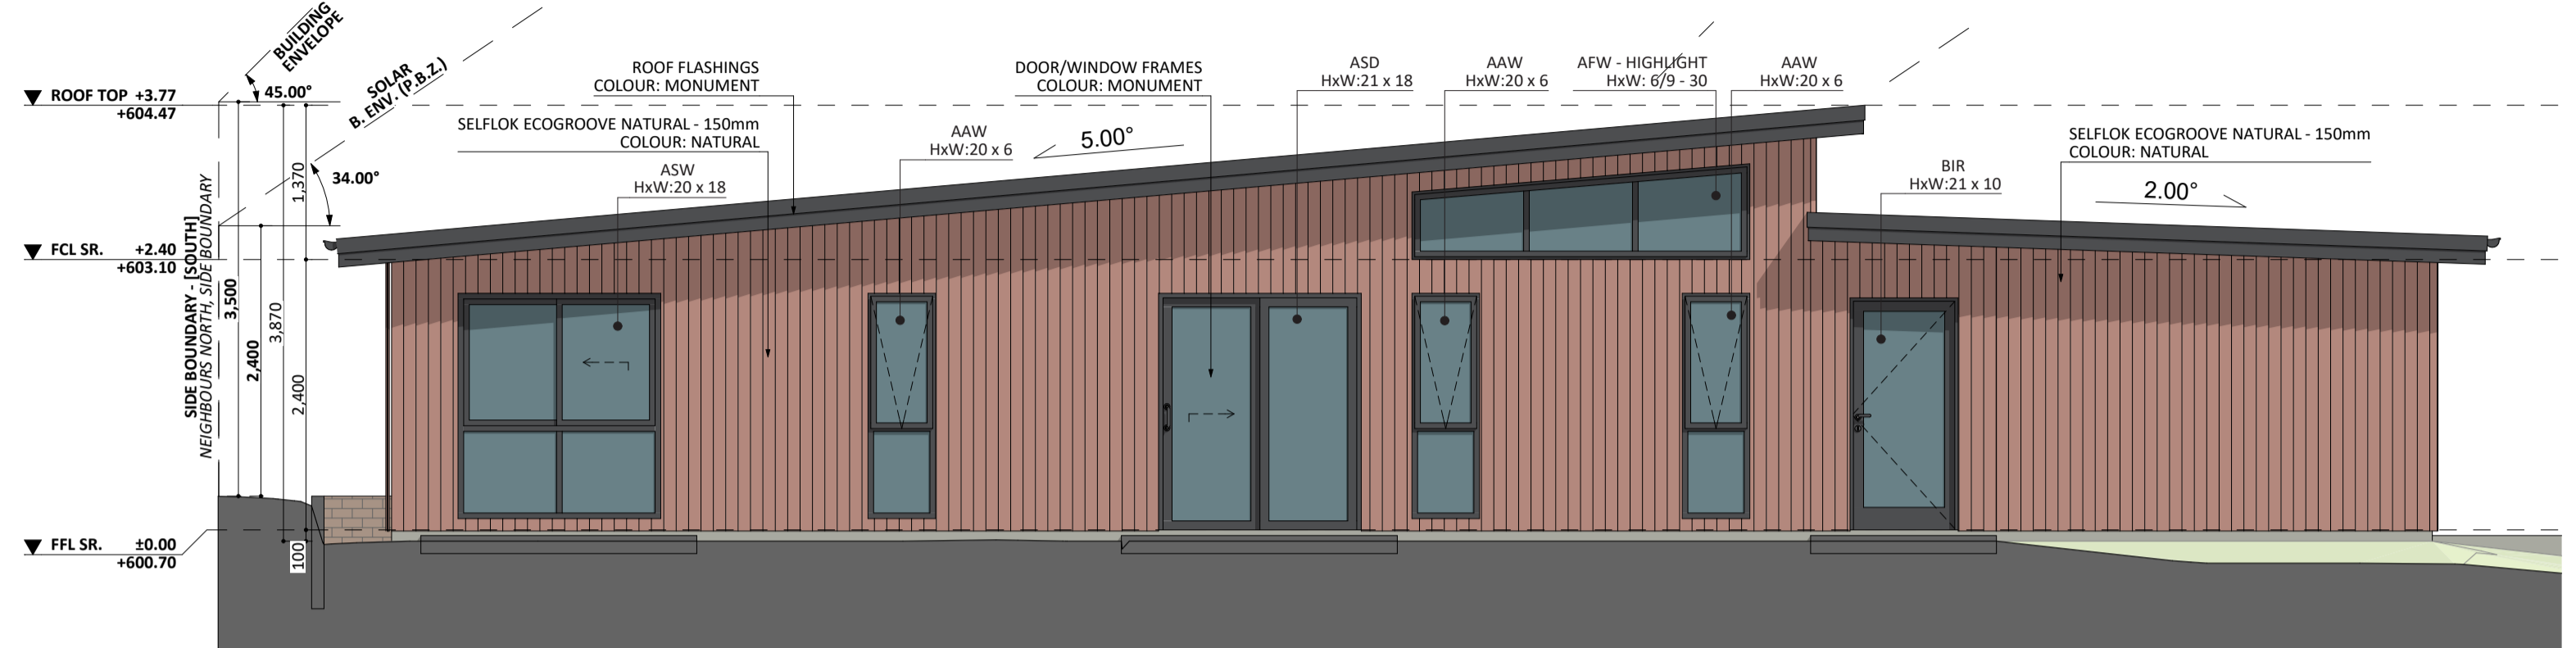 BUILDING
ENVELOPE
45.00°
SOLAR
B. ENV. (P.B.Z.)
34.00°
ROOF TOP +3.77
+604.47
FCL SR. +2.40
+603.10
FFL SR. ±0.00
+600.70
SIDE BOUNDARY - [SOUTH]
NEIGHBOURS NORTH, SIDE BOUNDARY
3,500
2,400
3,870
1,370
2,400
100
ROOF FLASHINGS
COLOUR: MONUMENT
SELFLOK ECOGROOVE NATURAL - 150mm
COLOUR: NATURAL
ASW
HxW:20 x 18
AAW
HxW:20 x 6
DOOR/WINDOW FRAMES
COLOUR: MONUMENT
5.00°
ASD
HxW:21 x 18
AAW
HxW:20 x 6
AFW - HIGHLIGHT
HxW: 6/9 - 30
AAW
HxW:20 x 6
BIR
HxW:21 x 10
SELFLOK ECOGROOVE NATURAL - 150mm
COLOUR: NATURAL
2.00°